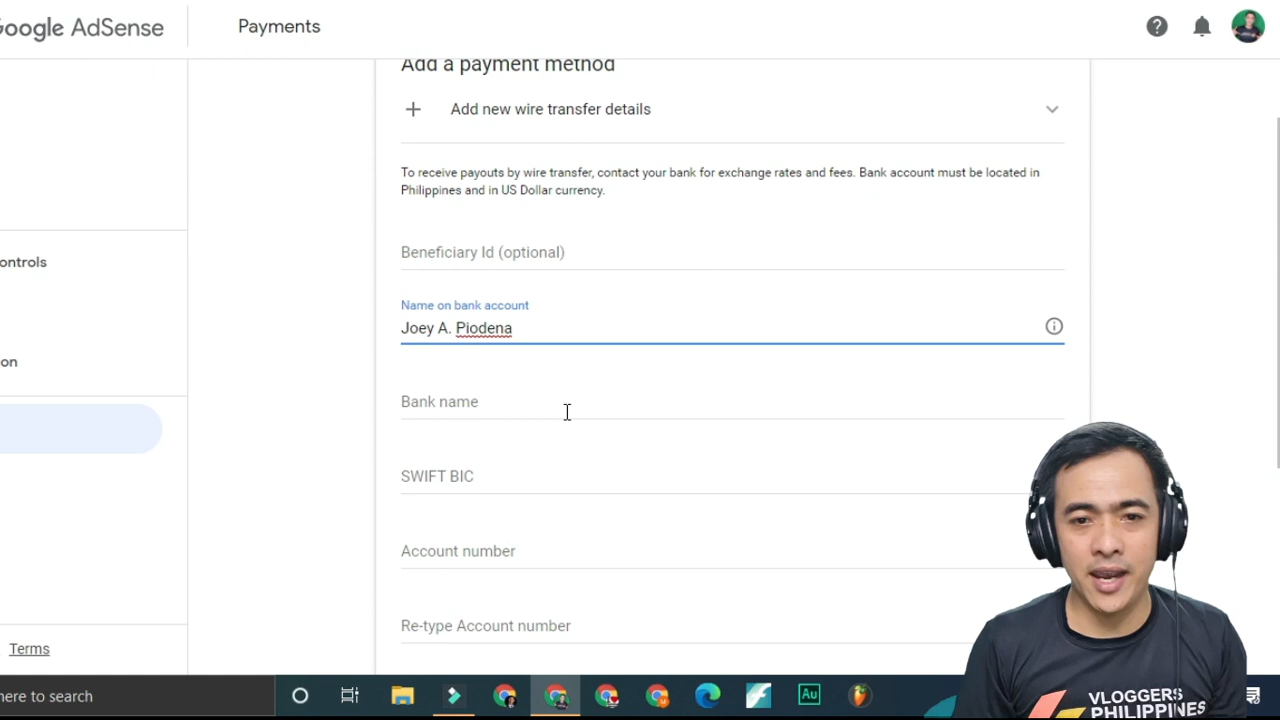 Google AdSense
Payments
Add a payment method
Add new wire transfer details
To receive payouts by wire transfer, contact your bank for exchange rates and fees. Bank account must be located in
Philippines and in US Dollar currency.
Beneficiary Id (optional)
ontrols
Name on bank account
Joey A. Piodena
on
Bank name
SWIFT BIC
Account number
Re-type Account number
Terms
here to search
Au
VLOGGERS
PHILIPPINES